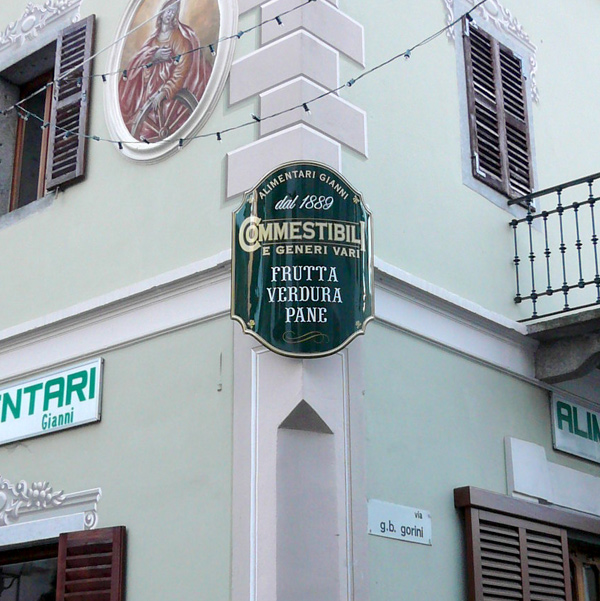 ALIMENTARI GIANNI
dal 1889
COMMESTIBILI
E GENERI VARI
FRUTTA
VERDURA
PANE
NTARI
Gianni
ALIM
via
g.b. gorini